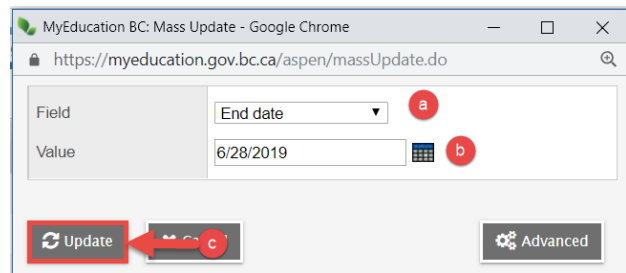 MyEducation BC: Mass Update - Google Chrome
https://myeducation.gov.bc.ca/aspen/massUpdate.do
Field End date a
Value 6/28/2019 b
Update c Advanced